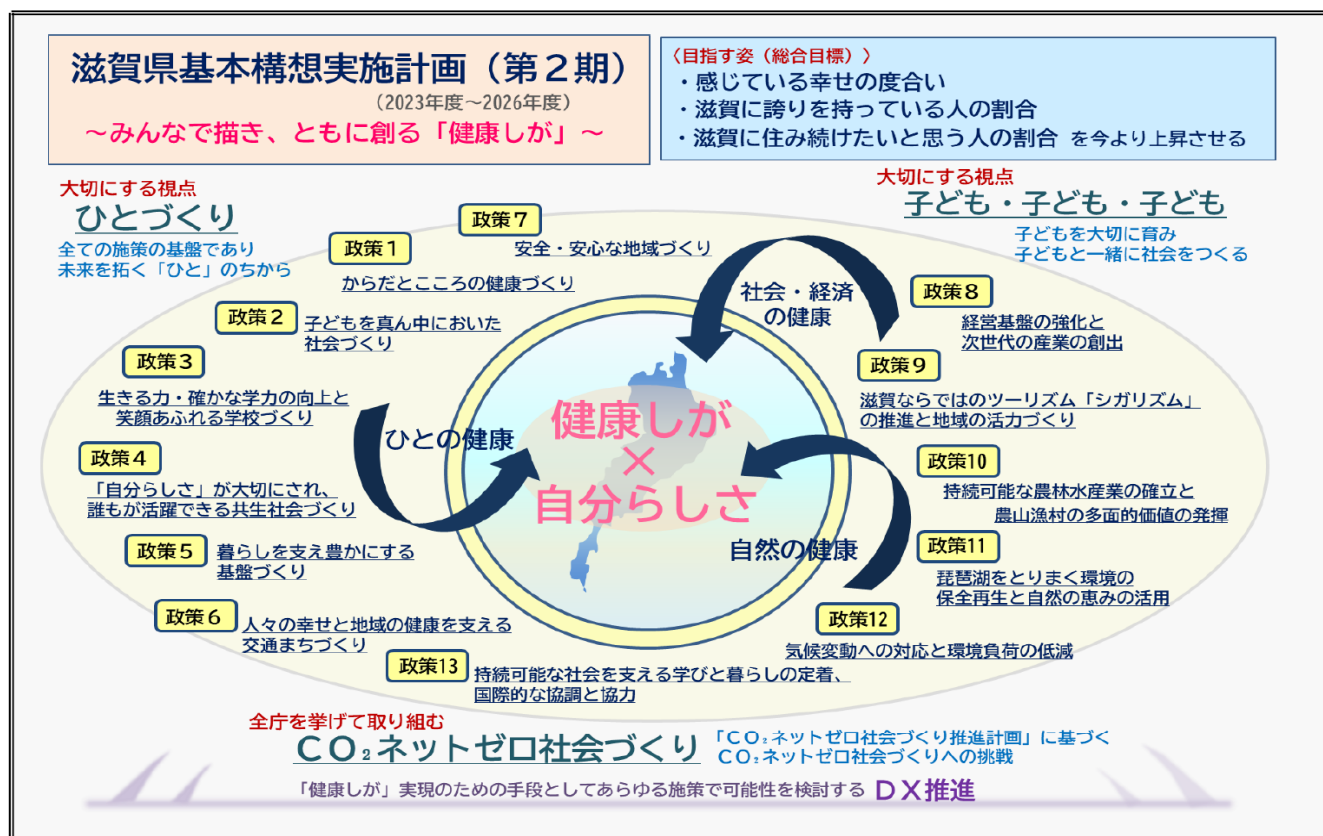 滋賀県基本構想実施計画（第２期）
（2023年度～2026年度）
～みんなで描き、ともに創る「健康しが」～
〈目指す姿（総合目標）〉
・感じている幸せの度合い
・滋賀に誇りを持っている人の割合
・滋賀に住み続けたいと思う人の割合 を今より上昇させる
大切にする視点
ひとづくり
全ての施策の基盤であり
未来を拓く「ひと」のちから
大切にする視点
子ども・子ども・子ども
子どもを大切に育み
子どもと一緒に社会をつくる
政策１
からだとこころの健康づくり
政策２
子どもを真ん中においた
社会づくり
政策３
生きる力・確かな学力の向上と
笑顔あふれる学校づくり
政策４
「自分らしさ」が大切にされ、
誰もが活躍できる共生社会づくり
政策５
暮らしを支え豊かにする
基盤づくり
政策６
人々の幸せと地域の健康を支える
交通まちづくり
政策７
安全・安心な地域づくり
政策８
経営基盤の強化と
次世代の産業の創出
政策９
滋賀ならではのツーリズム「シガリズム」
の推進と地域の活力づくり
政策10
持続可能な農林水産業の確立と
農山漁村の多面的価値の発揮
政策11
琵琶湖をとりまく環境の
保全再生と自然の恵みの活用
政策12
気候変動への対応と環境負荷の低減
政策13
持続可能な社会を支える学びと暮らしの定着、
国際的な協調と協力
ひとの健康
社会・経済
の健康
自然の健康
健康しが
×
自分らしさ
全庁を挙げて取り組む
ＣＯ₂ネットゼロ社会づくり
「ＣＯ₂ネットゼロ社会づくり推進計画」に基づく
ＣＯ₂ネットゼロ社会づくりへの挑戦
「健康しが」実現のための手段としてあらゆる施策で可能性を検討する ＤＸ推進